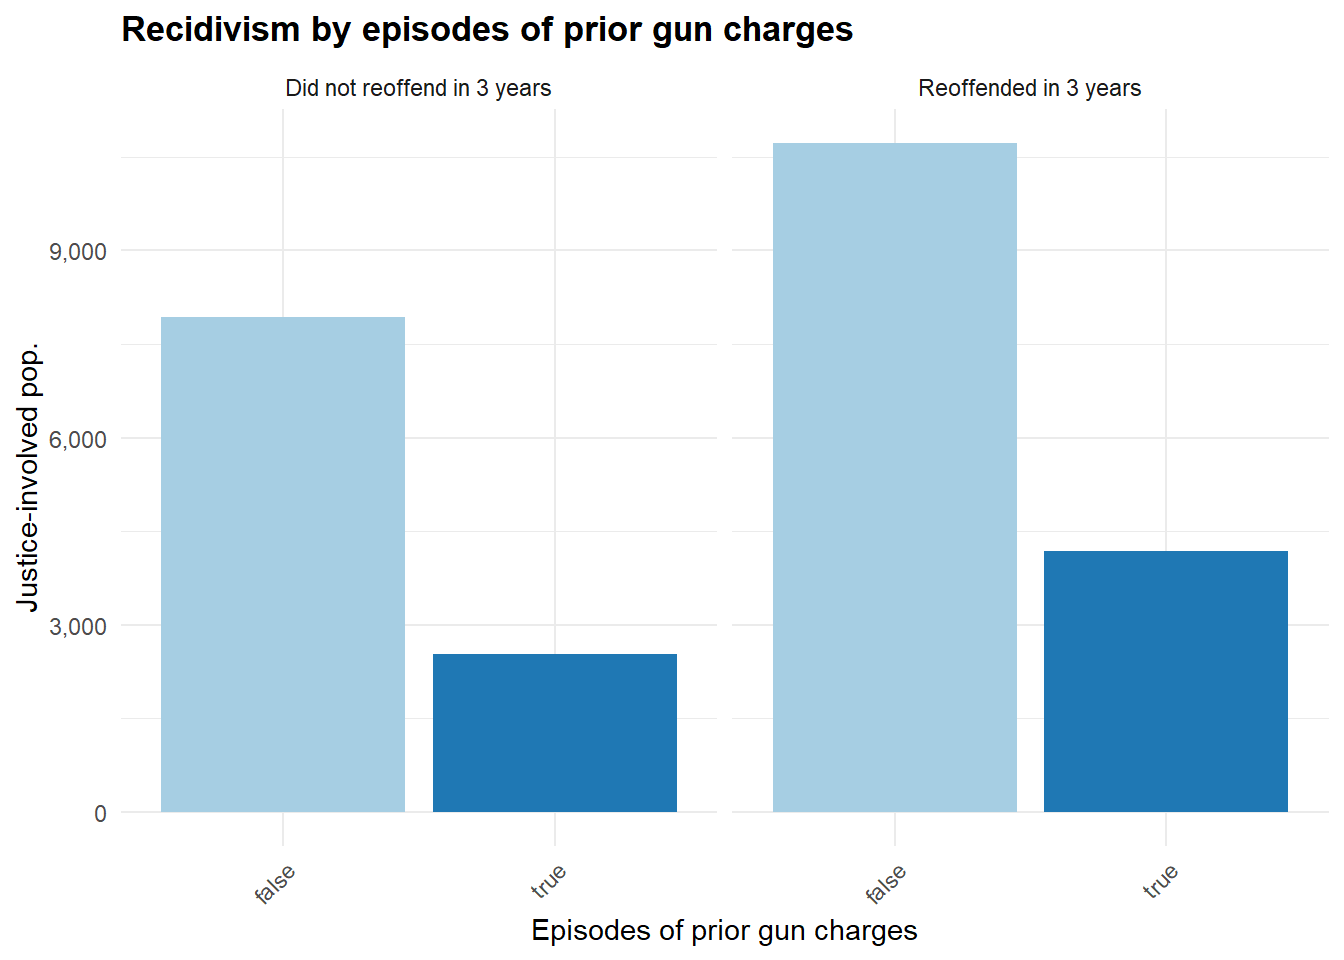 Recidivism by episodes of prior gun charges
Did not reoffend in 3 years
Reoffended in 3 years
Justice-involved pop.
9,000
6,000
3,000
0
false
true
false
true
Episodes of prior gun charges